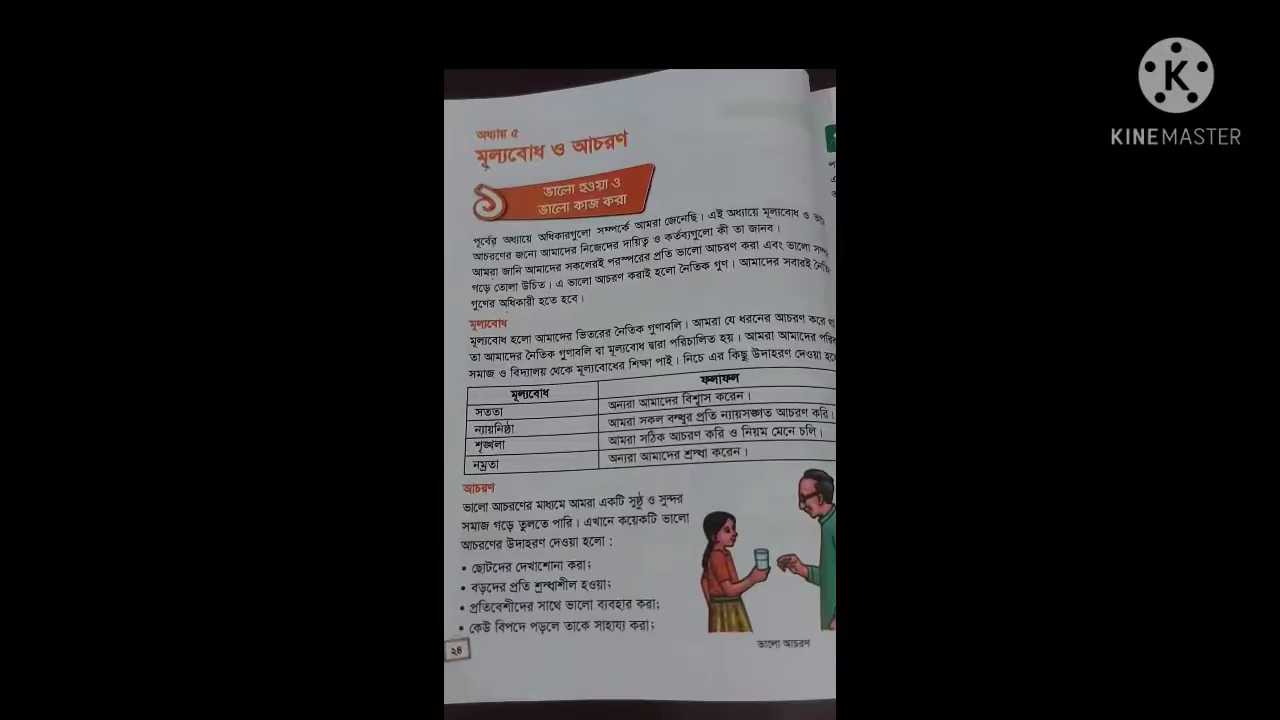 K
KINEMASTER
অধ্যায় ৫
মূল্যবোধ ও আচরণ
১
ভালো হওয়া ও
ভালো কাজ করা
পূর্বের অধ্যায়ে অধিকারগুলো সম্পর্কে আমরা জেনেছি। এই অধ্যায়ে মূল্যবোধ ও
আচরণের জন্যে আমাদের নিজেদের দায়িত্ব ও কর্তব্যগুলো কী তা জানব।
আমরা জানি আমাদের সকলেরই পরস্পরের প্রতি ভালো আচরণ করা এবং ভালো
গড়ে তোলা উচিত। এ ভালো আচরণ করাই হলো নৈতিক গুণ। আমাদের সবারই
গুণের অধিকারী হতে হবে।
মূল্যবোধ
মূল্যবোধ হলো আমাদের ভিতরের নৈতিক গুণাবলি। আমরা যে ধরনের আচরণ করে
তা আমাদের নৈতিক গুণাবলি বা মূল্যবোধ দ্বারা পরিচালিত হয়। আমরা আমাদের
সমাজ ও বিদ্যালয় থেকে মূল্যবোধের শিক্ষা পাই। নিচে এর কিছু উদাহরণ দেওয়া
মূল্যবোধ ফলাফল
সততা অন্যরা আমাদের বিশ্বাস করেন।
ন্যায়নিষ্ঠা আমরা সকল বন্ধুর প্রতি ন্যায়সঙ্গত আচরণ করি।
শৃঙ্খলা আমরা সঠিক আচরণ করি ও নিয়ম মেনে চলি।
নম্রতা অন্যরা আমাদের শ্রদ্ধা করেন।
আচরণ
ভালো আচরণের মাধ্যমে আমরা একটি সুষ্ঠু ও সুন্দর
সমাজ গড়ে তুলতে পারি। এখানে কয়েকটি ভালো
আচরণের উদাহরণ দেওয়া হলো :
• ছোটদের দেখাশোনা করা;
• বড়দের প্রতি শ্রদ্ধাশীল হওয়া;
• প্রতিবেশীদের সাথে ভালো ব্যবহার করা;
• কেউ বিপদে পড়লে তাকে সাহায্য করা;
ভালো আচরণ
২৪